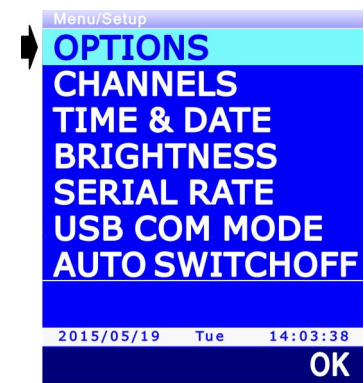 Menu/Setup
OPTIONS
CHANNELS
TIME & DATE
BRIGHTNESS
SERIAL RATE
USB COM MODE
AUTO SWITCHOFF
2015/05/19 Tue 14:03:38
OK